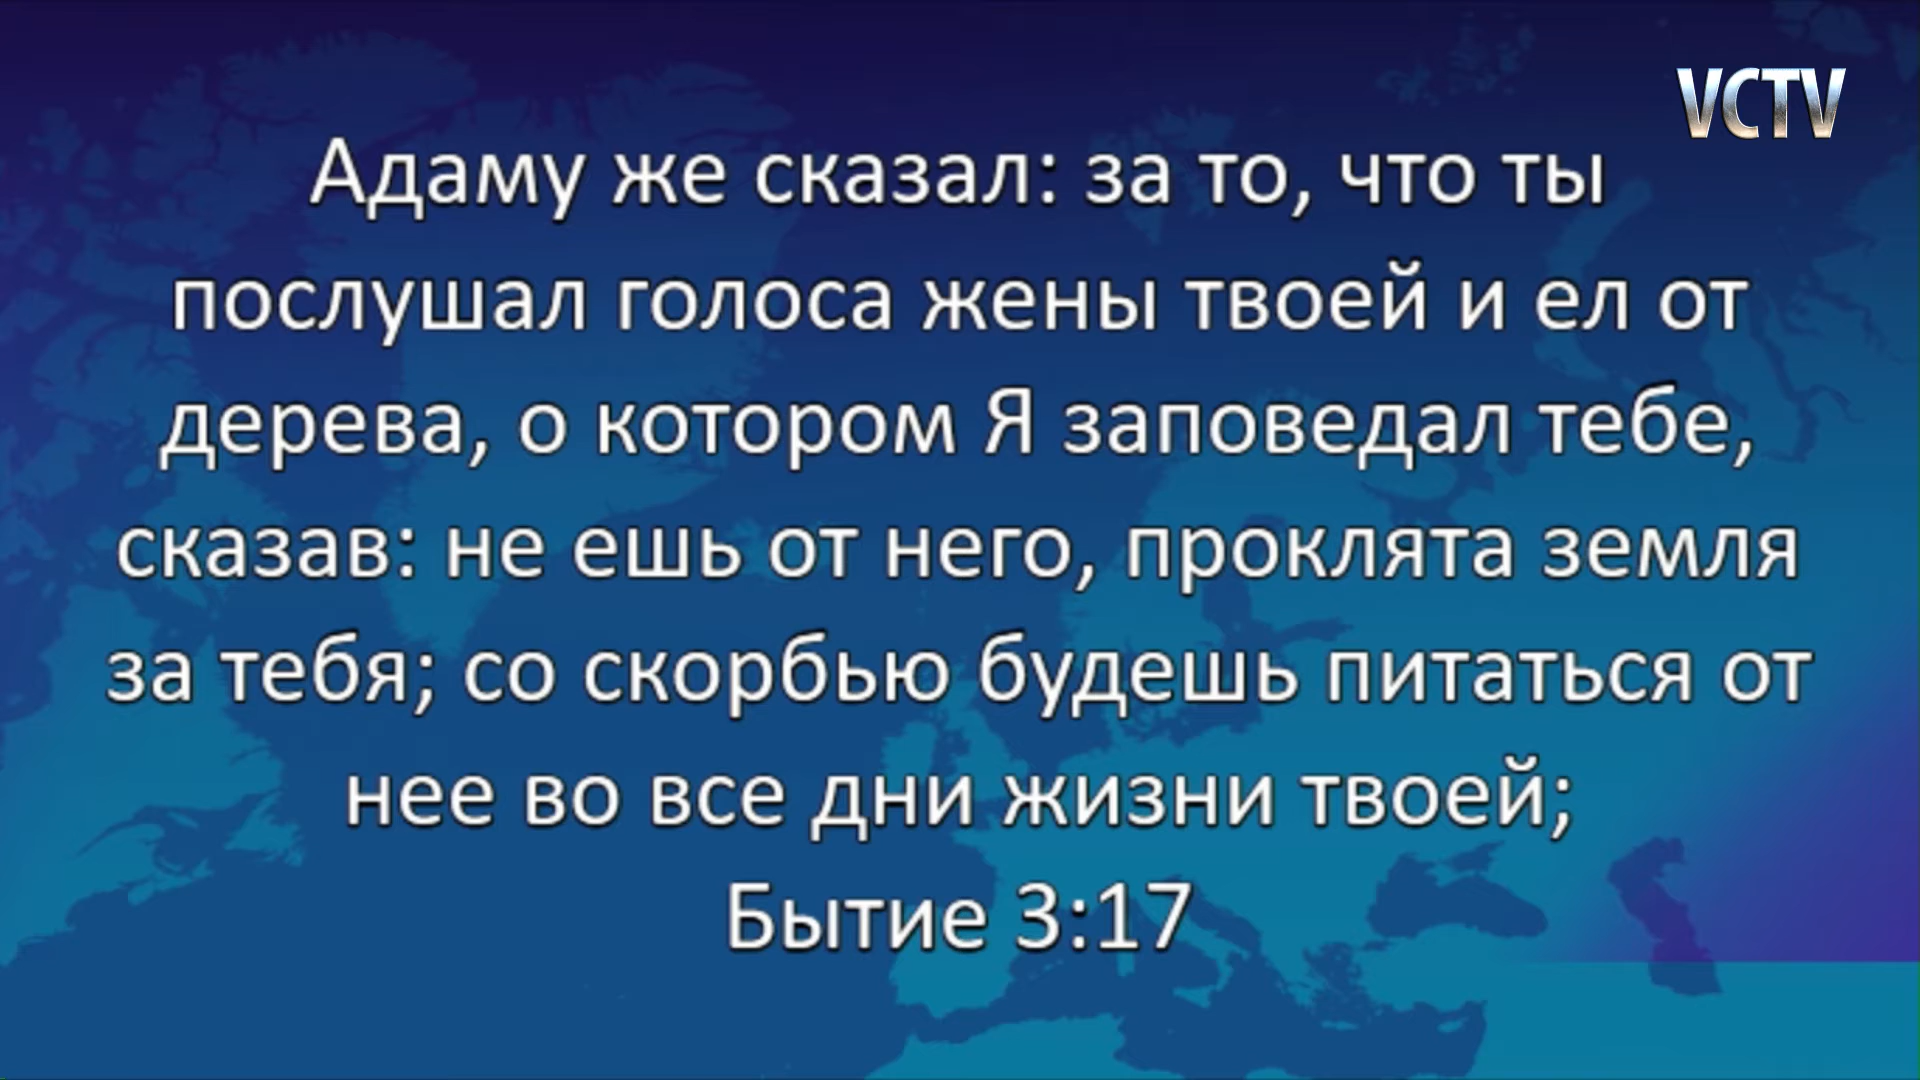 VCTV
Адаму же сказал: за то, что ты
послушал голоса жены твоей и ел от
дерева, о котором Я заповедал тебе,
сказав: не ешь от него, проклята земля
за тебя; со скорбью будешь питаться от
нее во все дни жизни твоей;
Бытие 3:17